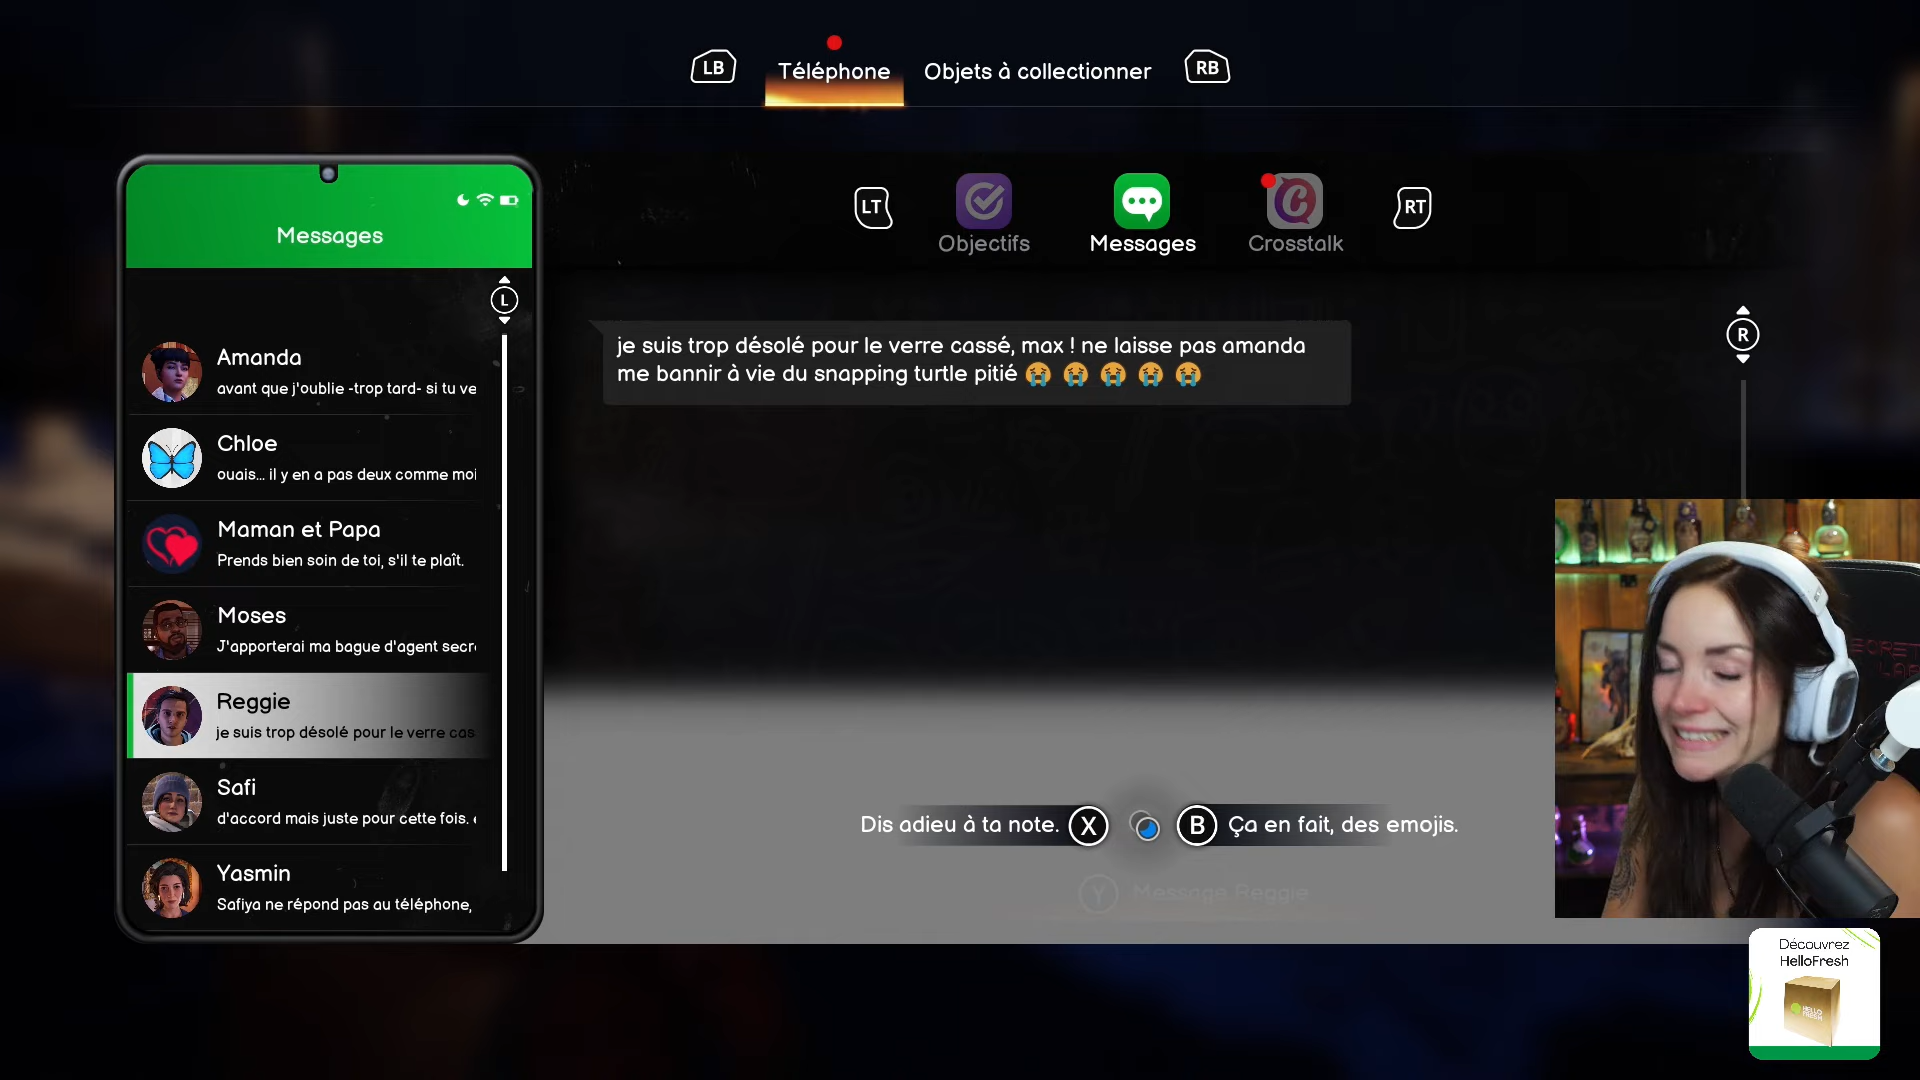 LB
Téléphone
Objets à collectionner
RB
Messages
LT
Objectifs
Messages
Crosstalk
RT
L
R
Amanda
avant que j'oublie -trop tard- si tu ve
Chloe
ouais... il y en a pas deux comme moi
Maman et Papa
Prends bien soin de toi, s'il te plaît.
Moses
J'apporterai ma bague d'agent secr
Reggie
je suis trop désolé pour le verre cas
Safi
d'accord mais juste pour cette fois.
Yasmin
Safiya ne répond pas au téléphone,
je suis trop désolé pour le verre cassé, max ! ne laisse pas amanda
me bannir à vie du snapping turtle pitié 😭 😭 😭 😭 😭
Dis adieu à ta note. X
B Ça en fait, des emojis.
Y Message Reggie
Découvrez
HelloFresh
HELLO
FRESH